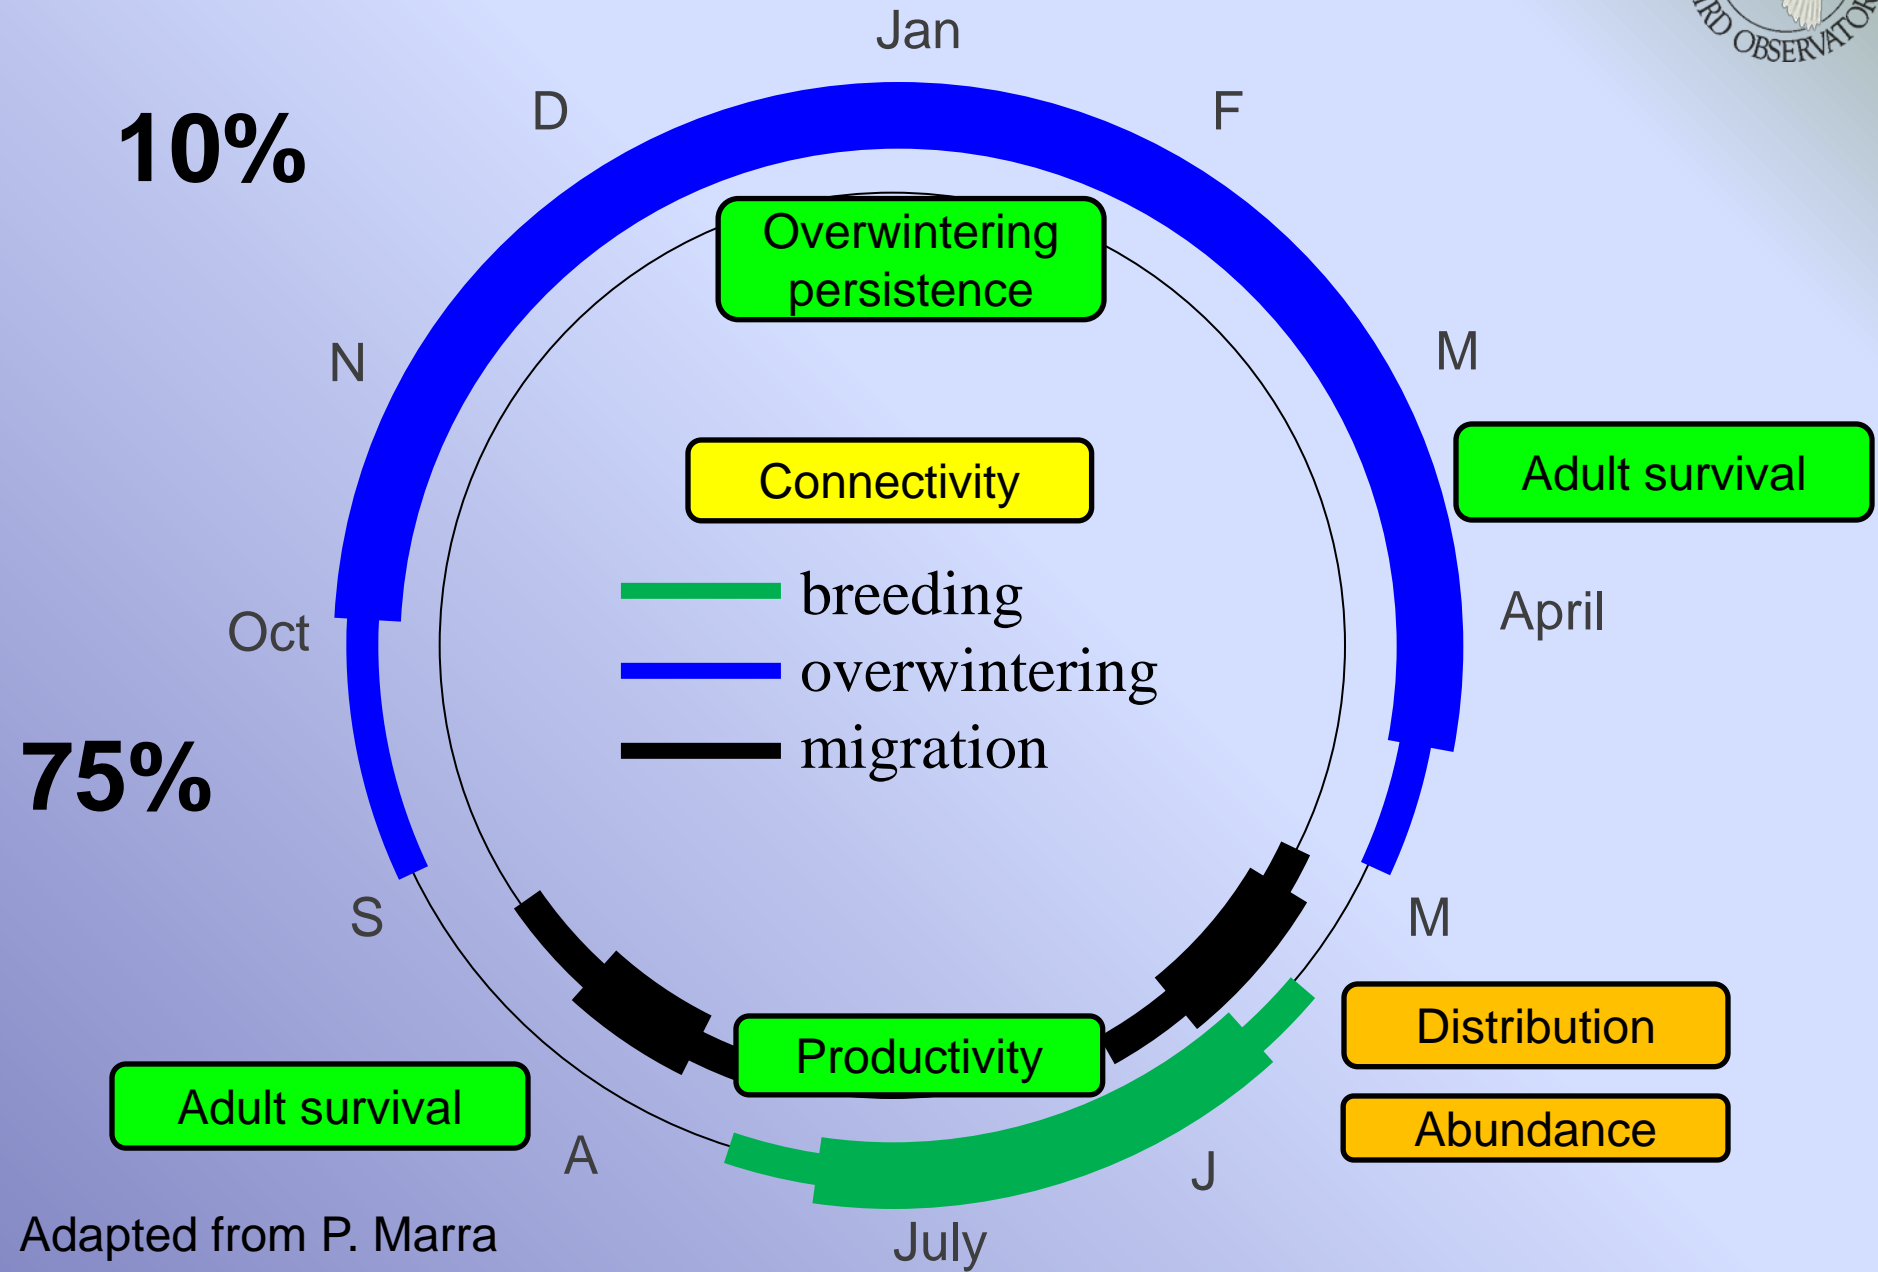 Jan
OBSERVATOR
D
F
10%
Overwintering
persistence
N
M
Connectivity
Adult survival
breeding
Oct
April
overwintering
migration
75%
S
M
Distribution
Productivity
Adult survival
Abundance
A
J
Adapted from P. Marra
July